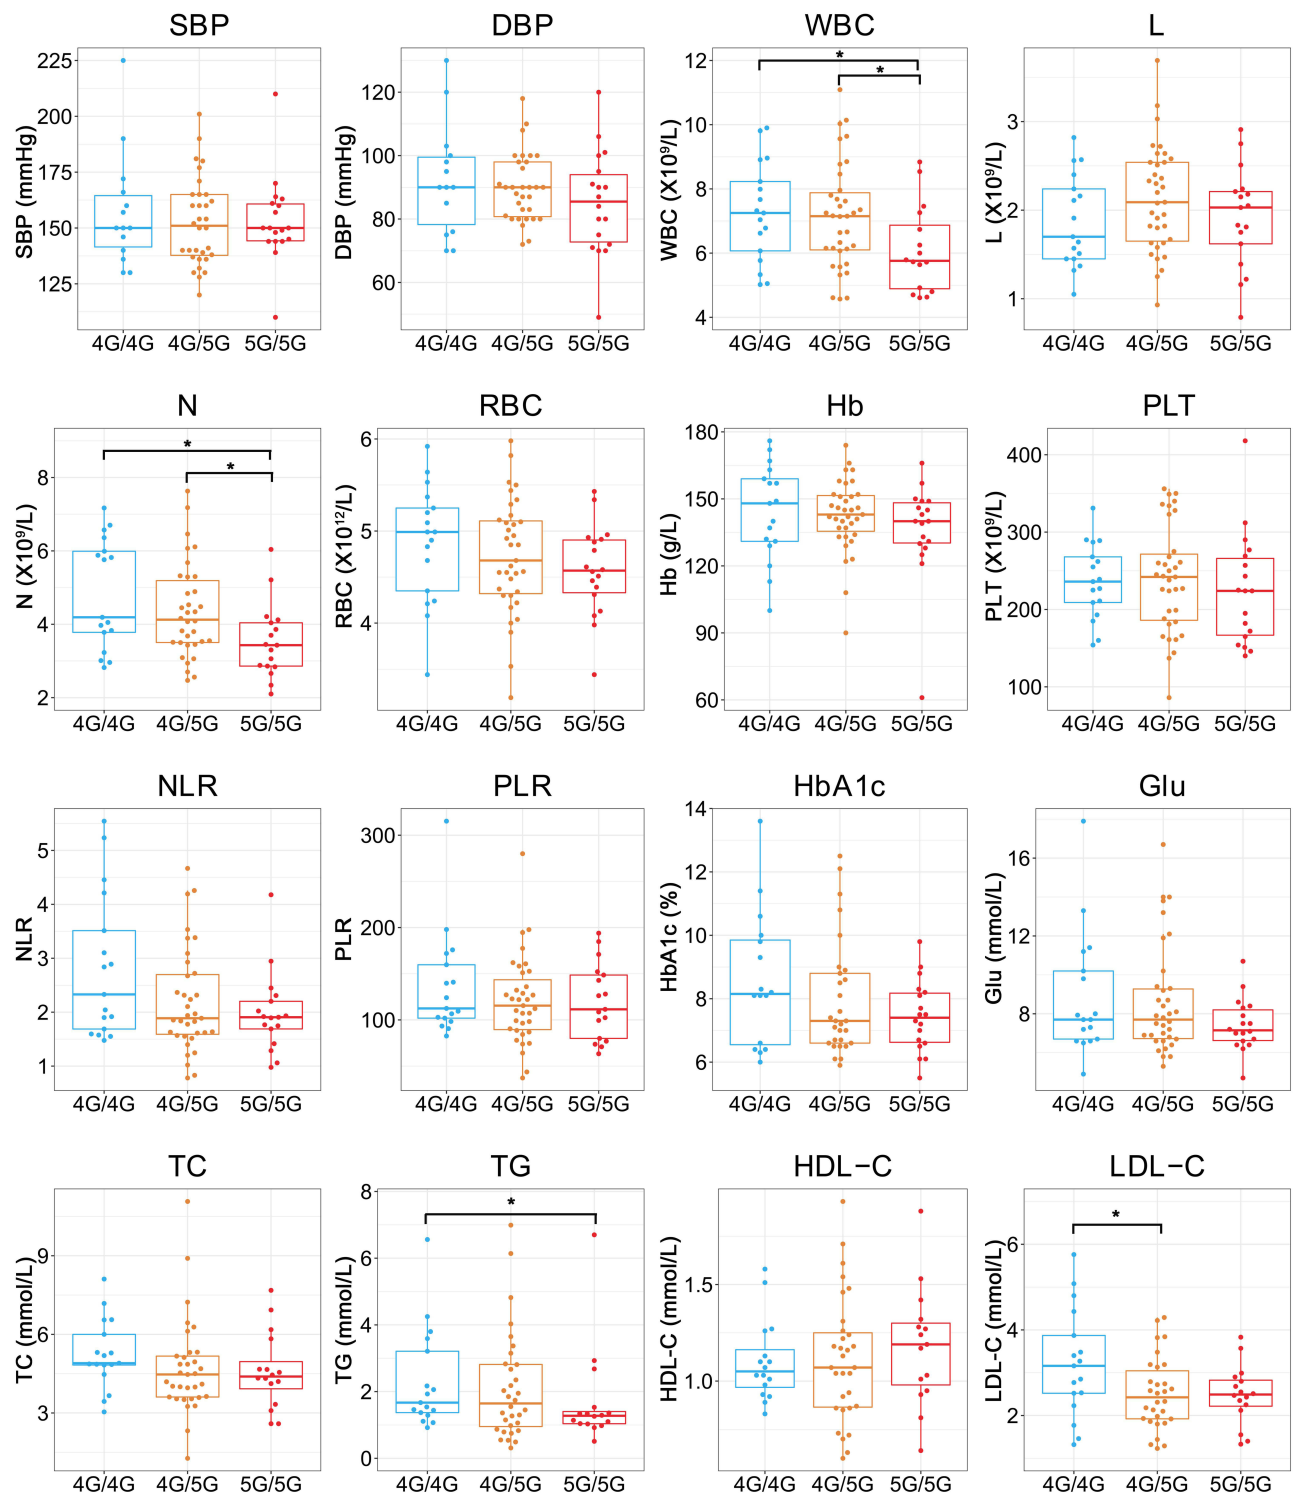 SBP DBP WBC L
SBP (mmHg) 225 200 175 150 125
DBP (mmHg) 120 100 80 60
WBC (X10⁹/L) 12 10 8 6 4 * *
L (X10⁹/L) 3 2 1
4G/4G 4G/5G 5G/5G 4G/4G 4G/5G 5G/5G 4G/4G 4G/5G 5G/5G 4G/4G 4G/5G 5G/5G
N RBC Hb PLT
N (X10⁹/L) 8 6 4 2 * *
RBC (X10¹²/L) 6 5 4
Hb (g/L) 180 150 120 90 60
PLT (X10⁹/L) 400 300 200 100
4G/4G 4G/5G 5G/5G 4G/4G 4G/5G 5G/5G 4G/4G 4G/5G 5G/5G 4G/4G 4G/5G 5G/5G
NLR PLR HbA1c Glu
NLR 5 4 3 2 1
PLR 300 200 100
HbA1c (%) 14 12 10 8 6
Glu (mmol/L) 16 12 8
4G/4G 4G/5G 5G/5G 4G/4G 4G/5G 5G/5G 4G/4G 4G/5G 5G/5G 4G/4G 4G/5G 5G/5G
TC TG HDL−C LDL−C
TC (mmol/L) 9 6 3
TG (mmol/L) 8 6 4 2 0 *
HDL-C (mmol/L) 1.5 1.0
LDL-C (mmol/L) 6 4 2 *
4G/4G 4G/5G 5G/5G 4G/4G 4G/5G 5G/5G 4G/4G 4G/5G 5G/5G 4G/4G 4G/5G 5G/5G